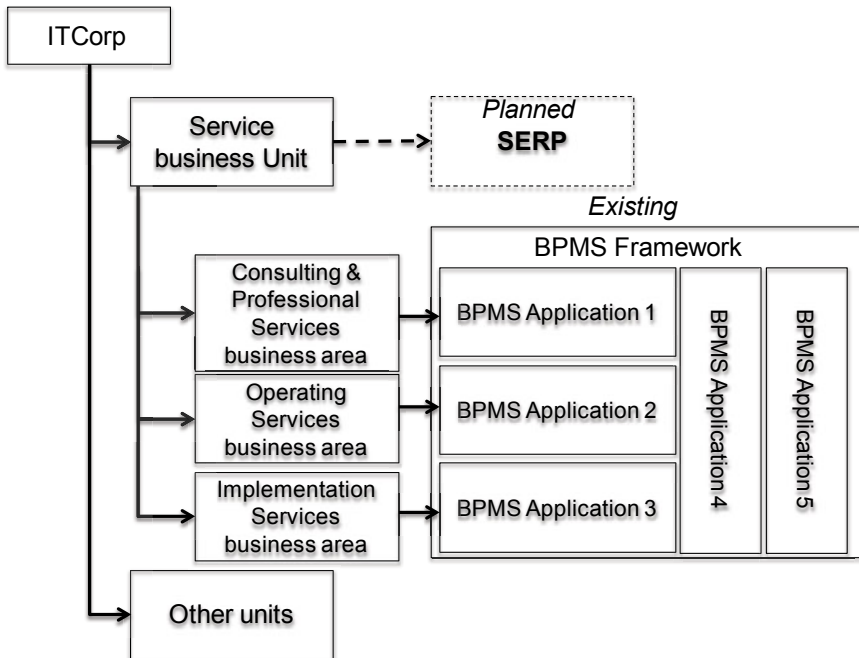 ITCorp
Service
business Unit
Planned
SERP
Existing
BPMS Framework
Consulting &
Professional
Services
business area
BPMS Application 1
Operating
Services
business area
BPMS Application 2
Implementation
Services
business area
BPMS Application 3
BPMS Application 4
BPMS Application 5
Other units